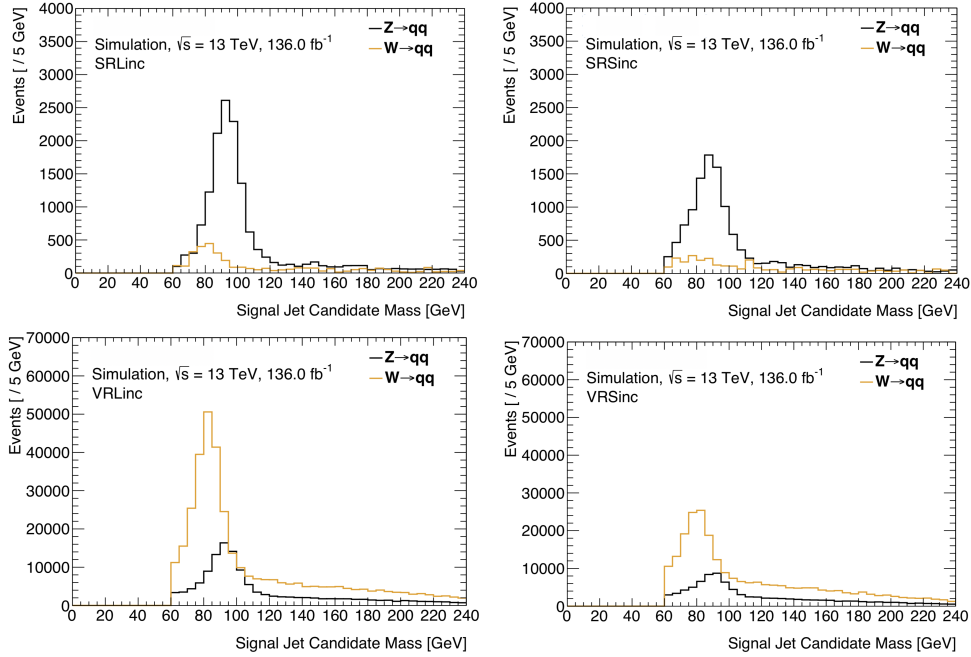 Events [ / 5 GeV]
4000
3500
3000
2500
2000
1500
1000
500
0
Simulation, √s = 13 TeV, 136.0 fb⁻¹
SRLinc
Z→qq
W→qq
0 20 40 60 80 100 120 140 160 180 200 220 240
Signal Jet Candidate Mass [GeV]
Events [ / 5 GeV]
4000
3500
3000
2500
2000
1500
1000
500
0
Simulation, √s = 13 TeV, 136.0 fb⁻¹
SRSinc
Z→qq
W→qq
0 20 40 60 80 100 120 140 160 180 200 220 240
Signal Jet Candidate Mass [GeV]
Events [ / 5 GeV]
70000
60000
50000
40000
30000
20000
10000
0
Simulation, √s = 13 TeV, 136.0 fb⁻¹
VRLinc
Z→qq
W→qq
0 20 40 60 80 100 120 140 160 180 200 220 240
Signal Jet Candidate Mass [GeV]
Events [ / 5 GeV]
70000
60000
50000
40000
30000
20000
10000
0
Simulation, √s = 13 TeV, 136.0 fb⁻¹
VRSinc
Z→qq
W→qq
0 20 40 60 80 100 120 140 160 180 200 220 240
Signal Jet Candidate Mass [GeV]